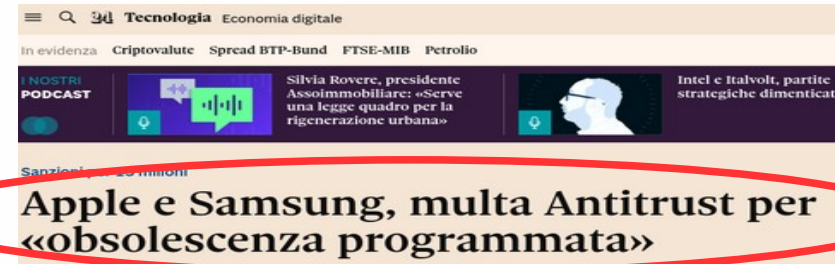 Tecnologia Economia digitale
In evidenza Criptovalute Spread BTP-Bund FTSE-MIB Petrolio
I NOSTRI
PODCAST
Silvia Rovere, presidente
Assoimmobiliare: «Serve
una legge quadro per la
rigenerazione urbana»
Intel e Italvolt, partite
strategiche dimenticat
Sanzioni milioni
Apple e Samsung, multa Antitrust per
«obsolescenza programmata»